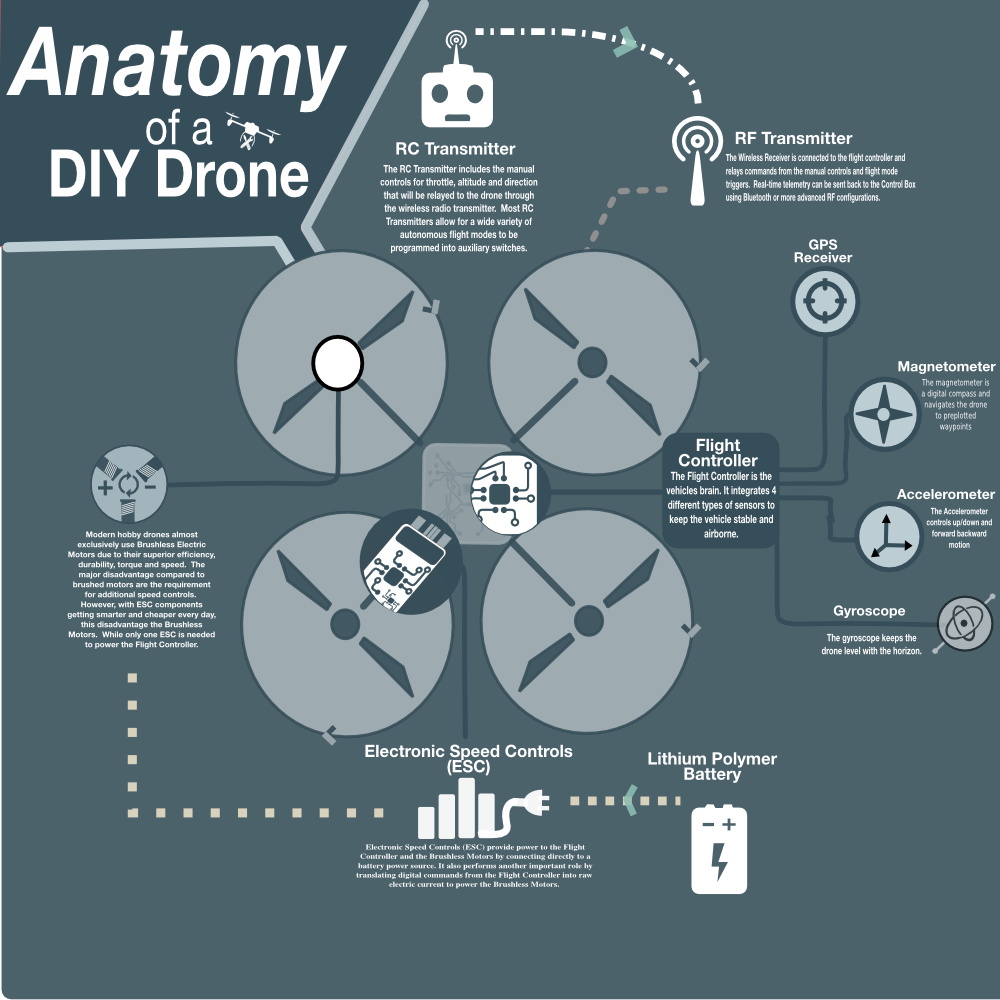 Anatomy
of a
DIY Drone
RC Transmitter
The RC Transmitter includes the manual
controls for throttle, altitude and direction
that will be relayed to the drone through
the wireless radio transmitter. Most RC
Transmitters allow for a wide variety of
autonomous flight modes to be
programmed into auxiliary switches.
RF Transmitter
The Wireless Receiver is connected to the flight controller and
relays commands from the manual controls and flight mode
triggers. Real-time telemetry can be sent back to the Control Box
using Bluetooth or more advanced RF configurations.
GPS
Receiver
Magnetometer
The magnetometer is
a digital compass and
navigates the drone
to preplotted
waypoints
Flight
Controller
The Flight Controller is the
vehicles brain. It integrates 4
different types of sensors to
keep the vehicle stable and
airborne.
Accelerometer
The Accelerometer
controls up/down and
forward backward
motion
Gyroscope
The gyroscope keeps the
drone level with the horizon.
+ -
Modern hobby drones almost
exclusively use Brushless Electric
Motors due to their superior efficiency,
durability, torque and speed. The
major disadvantage compared to
brushed motors are the requirement
for additional speed controls.
However, with ESC components
getting smarter and cheaper every day,
this disadvantage the Brushless
Motors. While only one ESC is needed
to power the Flight Controller.
Electronic Speed Controls
(ESC)
Electronic Speed Controls (ESC) provide power to the Flight
Controller and the Brushless Motors by connecting directly to a
battery power source. It also performs another important role by
translating digital commands from the Flight Controller into raw
electric current to power the Brushless Motors.
Lithium Polymer
Battery
- +